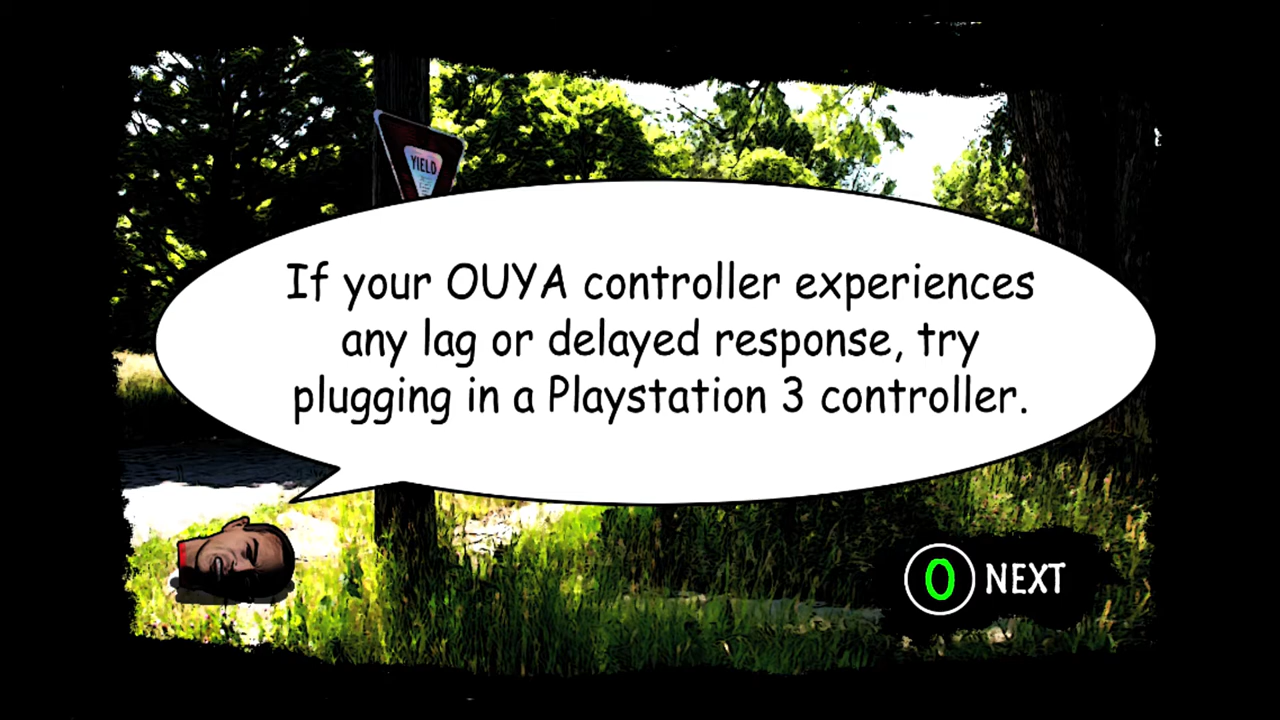 YIELD
If your OUYA controller experiences
any lag or delayed response, try
plugging in a Playstation 3 controller.
O NEXT